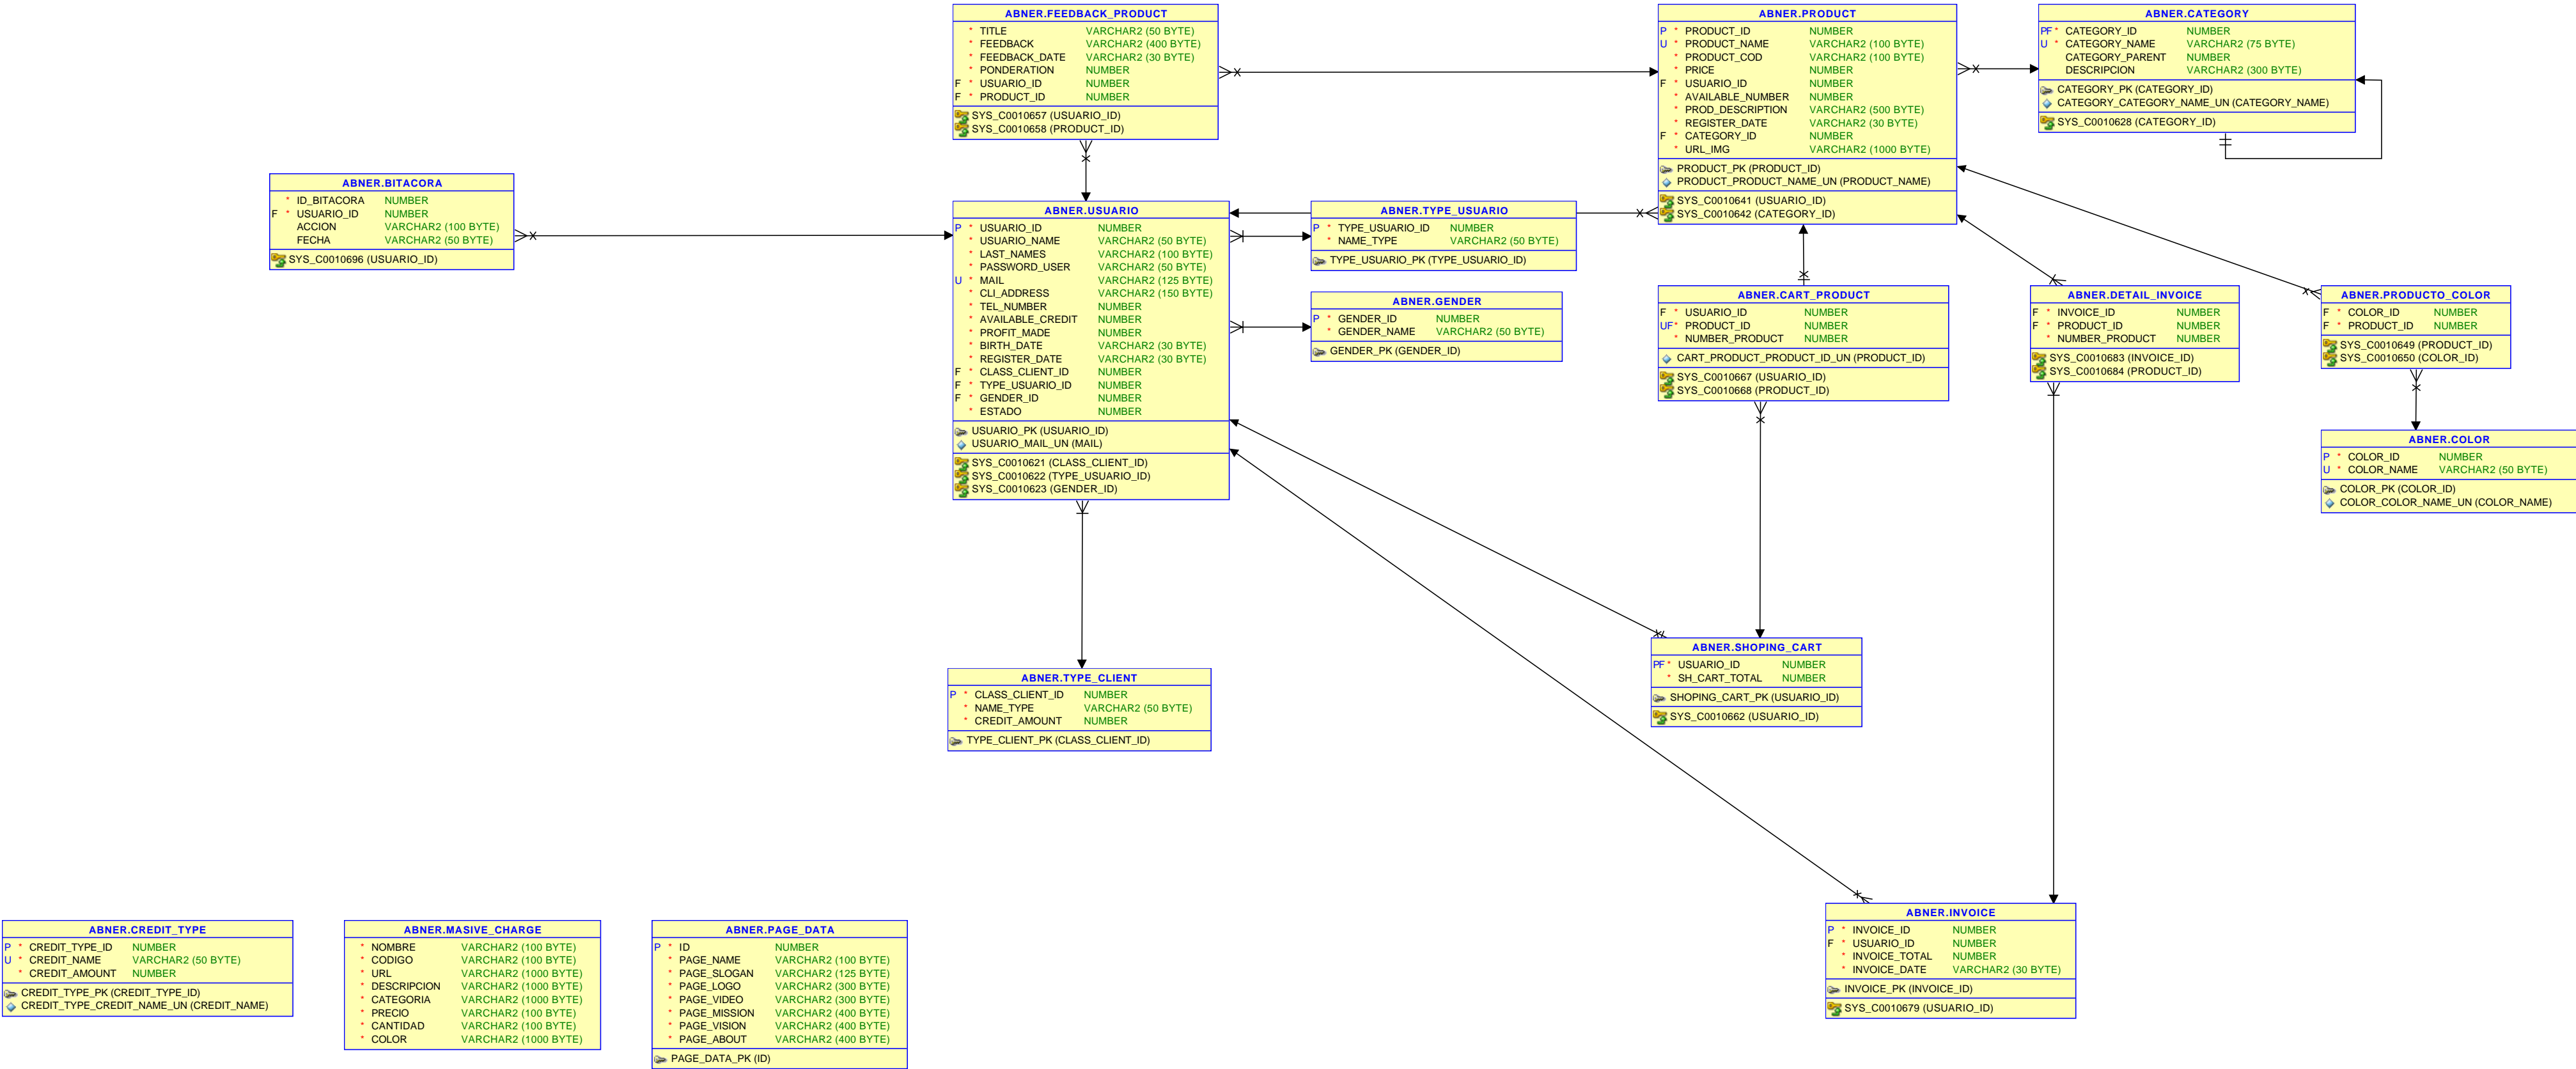 ABNER.FEEDBACK_PRODUCT
* TITLE VARCHAR2 (50 BYTE)
* FEEDBACK VARCHAR2 (400 BYTE)
* FEEDBACK_DATE VARCHAR2 (30 BYTE)
* PONDERATION NUMBER
F * USUARIO_ID NUMBER
F * PRODUCT_ID NUMBER
SYS_C0010657 (USUARIO_ID)
SYS_C0010658 (PRODUCT_ID)
ABNER.PRODUCT
P * PRODUCT_ID NUMBER
U * PRODUCT_NAME VARCHAR2 (100 BYTE)
* PRODUCT_COD VARCHAR2 (100 BYTE)
* PRICE NUMBER
F * USUARIO_ID NUMBER
* AVAILABLE_NUMBER NUMBER
* PROD_DESCRIPTION VARCHAR2 (500 BYTE)
* REGISTER_DATE VARCHAR2 (30 BYTE)
F * CATEGORY_ID NUMBER
* URL_IMG VARCHAR2 (1000 BYTE)
PRODUCT_PK (PRODUCT_ID)
PRODUCT_PRODUCT_NAME_UN (PRODUCT_NAME)
SYS_C0010641 (USUARIO_ID)
SYS_C0010642 (CATEGORY_ID)
ABNER.CATEGORY
PF * CATEGORY_ID NUMBER
U * CATEGORY_NAME VARCHAR2 (75 BYTE)
CATEGORY_PARENT NUMBER
DESCRIPCION VARCHAR2 (300 BYTE)
CATEGORY_PK (CATEGORY_ID)
CATEGORY_CATEGORY_NAME_UN (CATEGORY_NAME)
SYS_C0010628 (CATEGORY_ID)
ABNER.BITACORA
* ID_BITACORA NUMBER
F * USUARIO_ID NUMBER
ACCION VARCHAR2 (100 BYTE)
FECHA VARCHAR2 (50 BYTE)
SYS_C0010696 (USUARIO_ID)
ABNER.USUARIO
P * USUARIO_ID NUMBER
* USUARIO_NAME VARCHAR2 (50 BYTE)
* LAST_NAMES VARCHAR2 (100 BYTE)
* PASSWORD_USER VARCHAR2 (50 BYTE)
U * MAIL VARCHAR2 (125 BYTE)
* CLI_ADDRESS VARCHAR2 (150 BYTE)
* TEL_NUMBER NUMBER
* AVAILABLE_CREDIT NUMBER
* PROFIT_MADE NUMBER
* BIRTH_DATE VARCHAR2 (30 BYTE)
* REGISTER_DATE VARCHAR2 (30 BYTE)
F * CLASS_CLIENT_ID NUMBER
F * TYPE_USUARIO_ID NUMBER
F * GENDER_ID NUMBER
* ESTADO NUMBER
USUARIO_PK (USUARIO_ID)
USUARIO_MAIL_UN (MAIL)
SYS_C0010621 (CLASS_CLIENT_ID)
SYS_C0010622 (TYPE_USUARIO_ID)
SYS_C0010623 (GENDER_ID)
ABNER.TYPE_USUARIO
P * TYPE_USUARIO_ID NUMBER
* NAME_TYPE VARCHAR2 (50 BYTE)
TYPE_USUARIO_PK (TYPE_USUARIO_ID)
ABNER.GENDER
P * GENDER_ID NUMBER
* GENDER_NAME VARCHAR2 (50 BYTE)
GENDER_PK (GENDER_ID)
ABNER.CART_PRODUCT
F * USUARIO_ID NUMBER
UF* PRODUCT_ID NUMBER
* NUMBER_PRODUCT NUMBER
CART_PRODUCT_PRODUCT_ID_UN (PRODUCT_ID)
SYS_C0010667 (USUARIO_ID)
SYS_C0010668 (PRODUCT_ID)
ABNER.DETAIL_INVOICE
F * INVOICE_ID NUMBER
F * PRODUCT_ID NUMBER
* NUMBER_PRODUCT NUMBER
SYS_C0010683 (INVOICE_ID)
SYS_C0010684 (PRODUCT_ID)
ABNER.PRODUCTO_COLOR
F * COLOR_ID NUMBER
F * PRODUCT_ID NUMBER
SYS_C0010649 (PRODUCT_ID)
SYS_C0010650 (COLOR_ID)
ABNER.COLOR
P * COLOR_ID NUMBER
U * COLOR_NAME VARCHAR2 (50 BYTE)
COLOR_PK (COLOR_ID)
COLOR_COLOR_NAME_UN (COLOR_NAME)
ABNER.TYPE_CLIENT
P * CLASS_CLIENT_ID NUMBER
* NAME_TYPE VARCHAR2 (50 BYTE)
* CREDIT_AMOUNT NUMBER
TYPE_CLIENT_PK (CLASS_CLIENT_ID)
ABNER.SHOPING_CART
PF * USUARIO_ID NUMBER
* SH_CART_TOTAL NUMBER
SHOPING_CART_PK (USUARIO_ID)
SYS_C0010662 (USUARIO_ID)
ABNER.CREDIT_TYPE
P * CREDIT_TYPE_ID NUMBER
U * CREDIT_NAME VARCHAR2 (50 BYTE)
* CREDIT_AMOUNT NUMBER
CREDIT_TYPE_PK (CREDIT_TYPE_ID)
CREDIT_TYPE_CREDIT_NAME_UN (CREDIT_NAME)
ABNER.MASIVE_CHARGE
* NOMBRE VARCHAR2 (100 BYTE)
* CODIGO VARCHAR2 (100 BYTE)
* URL VARCHAR2 (1000 BYTE)
* DESCRIPCION VARCHAR2 (1000 BYTE)
* CATEGORIA VARCHAR2 (1000 BYTE)
* PRECIO VARCHAR2 (100 BYTE)
* CANTIDAD VARCHAR2 (100 BYTE)
* COLOR VARCHAR2 (1000 BYTE)
ABNER.PAGE_DATA
P * ID NUMBER
* PAGE_NAME VARCHAR2 (100 BYTE)
* PAGE_SLOGAN VARCHAR2 (125 BYTE)
* PAGE_LOGO VARCHAR2 (300 BYTE)
* PAGE_VIDEO VARCHAR2 (300 BYTE)
* PAGE_MISSION VARCHAR2 (400 BYTE)
* PAGE_VISION VARCHAR2 (400 BYTE)
* PAGE_ABOUT VARCHAR2 (400 BYTE)
PAGE_DATA_PK (ID)
ABNER.INVOICE
P * INVOICE_ID NUMBER
F * USUARIO_ID NUMBER
* INVOICE_TOTAL NUMBER
* INVOICE_DATE VARCHAR2 (30 BYTE)
INVOICE_PK (INVOICE_ID)
SYS_C0010679 (USUARIO_ID)